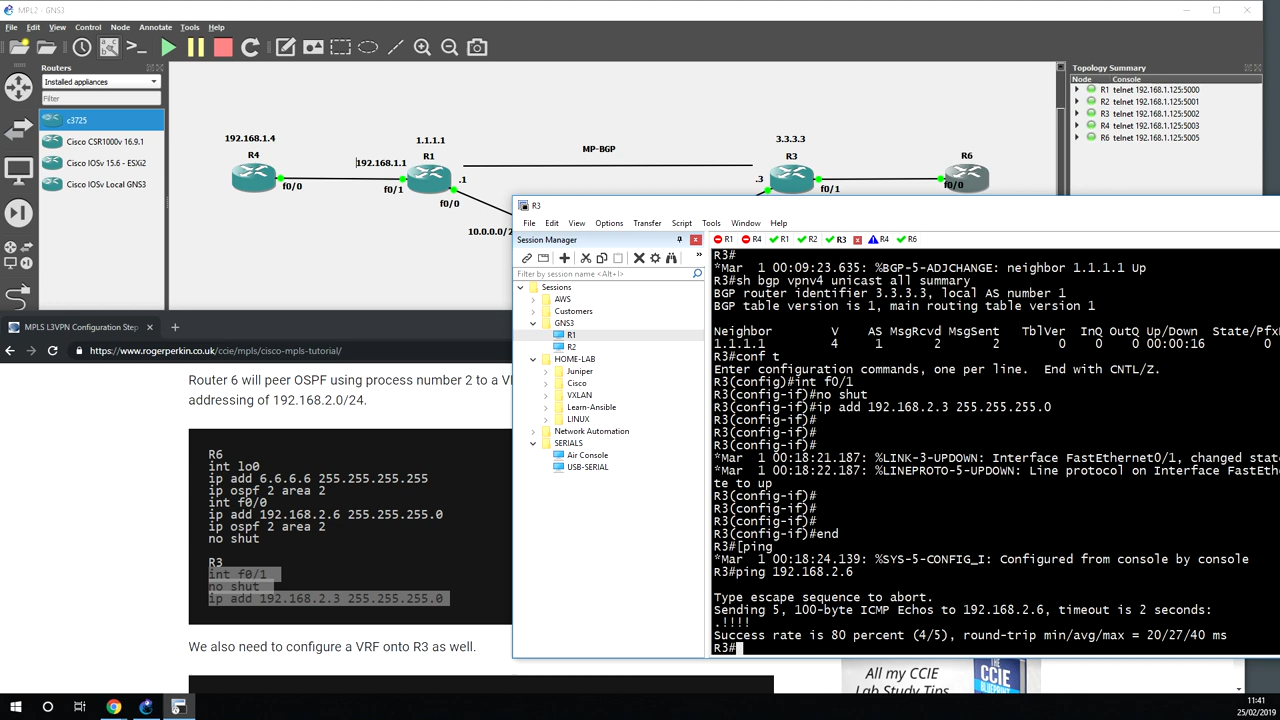 MPL2 - GNS3
File Edit View Control Node Annotate Tools Help
Routers
Installed appliances
Filter
c3725
Cisco CSR1000v 16.9.1
Cisco IOSv 15.6 - ESXi2
Cisco IOSv Local GNS3
192.168.1.4
R4
f0/0
192.168.1.1
f0/1
1.1.1.1
R1
.1
f0/0
10.0.0.0/2
MP-BGP
3.3.3.3
R3
.3
f0/1
R6
f0/0
Topology Summary
Node Console
R1 telnet 192.168.1.125:5000
R2 telnet 192.168.1.125:5001
R3 telnet 192.168.1.125:5002
R4 telnet 192.168.1.125:5003
R6 telnet 192.168.1.125:5005
R3
File Edit View Options Transfer Script Tools Window Help
Session Manager
Filter by session name <Alt+I>
Sessions
AWS
Customers
GNS3
R1
R2
HOME-LAB
Juniper
Cisco
VXLAN
Learn-Ansible
LINUX
Network Automation
SERIALS
Air Console
USB-SERIAL
R1 R4 R1 R2 R3 R4 R6
R3#
*Mar 1 00:09:23.635: %BGP-5-ADJCHANGE: neighbor 1.1.1.1 Up
R3#sh bgp vpnv4 unicast all summary
BGP router identifier 3.3.3.3, local AS number 1
BGP table version is 1, main routing table version 1
Neighbor V AS MsgRcvd MsgSent TblVer InQ OutQ Up/Down State/PfxR
1.1.1.1 4 1 2 2 0 0 0 00:00:16
R3#conf t
Enter configuration commands, one per line. End with CNTL/Z.
R3(config)#int f0/1
R3(config-if)#no shut
R3(config-if)#ip add 192.168.2.3 255.255.255.0
R3(config-if)#
R3(config-if)#
R3(config-if)#
*Mar 1 00:18:21.187: %LINK-3-UPDOWN: Interface FastEthernet0/1, changed state
*Mar 1 00:18:22.187: %LINEPROTO-5-UPDOWN: Line protocol on Interface FastEthe
te to up
R3(config-if)#
R3(config-if)#
R3(config-if)#
R3(config-if)#end
R3#[ping
*Mar 1 00:18:24.139: %SYS-5-CONFIG_I: Configured from console by console
R3#ping 192.168.2.6
Type escape sequence to abort.
Sending 5, 100-byte ICMP Echos to 192.168.2.6, timeout is 2 seconds:
.!!!!
Success rate is 80 percent (4/5), round-trip min/avg/max = 20/27/40 ms
R3#
MPLS L3VPN Configuration Step
https://www.rogerperkin.co.uk/ccie/mpls/cisco-mpls-tutorial/
Router 6 will peer OSPF using process number 2 to a V
addressing of 192.168.2.0/24.
R6
int lo0
ip add 6.6.6.6 255.255.255.255
ip ospf 2 area 2
int f0/0
ip add 192.168.2.6 255.255.255.0
ip ospf 2 area 2
no shut
R3
int f0/1
no shut
ip add 192.168.2.3 255.255.255.0
We also need to configure a VRF onto R3 as well.
All my CCIE
Lab Study Tips
THE
CCIE
BLUEPRINT
11:41
25/02/2019